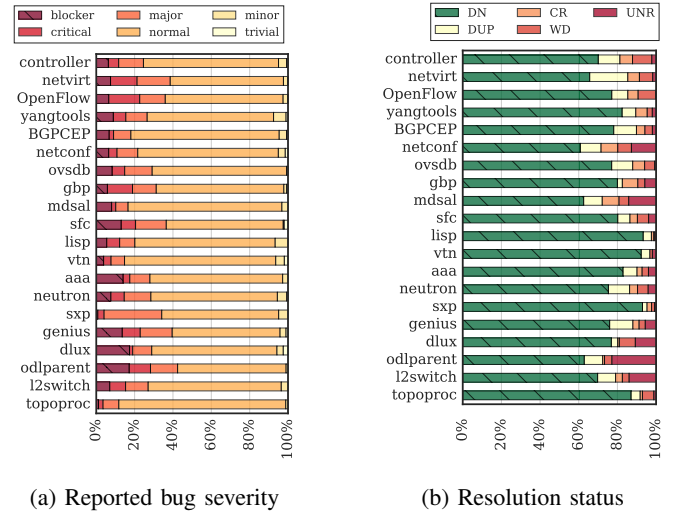 blocker major minor
critical normal trivial
controller
netvirt
OpenFlow
yangtools
BGPCEP
netconf
ovsdb
gbp
mdsal
sfc
lisp
vtn
aaa
neutron
sxp
genius
dlux
odlparent
l2switch
topoproc
0% 20% 40% 60% 80% 100%
(a) Reported bug severity
DN CR UNR
DUP WD
controller
netvirt
OpenFlow
yangtools
BGPCEP
netconf
ovsdb
gbp
mdsal
sfc
lisp
vtn
aaa
neutron
sxp
genius
dlux
odlparent
l2switch
topoproc
0% 20% 40% 60% 80% 100%
(b) Resolution status